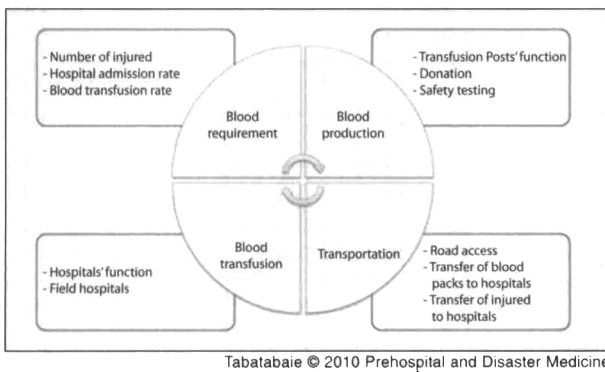 - Number of injured
- Hospital admission rate
- Blood transfusion rate
- Transfusion Posts' function
- Donation
- Safety testing
Blood
requirement
Blood
production
Blood
transfusion
Transportation
- Hospitals' function
- Field hospitals
- Road access
- Transfer of blood
packs to hospitals
- Transfer of injured
to hospitals
Tabatabaie © 2010 Prehospital and Disaster Medicine